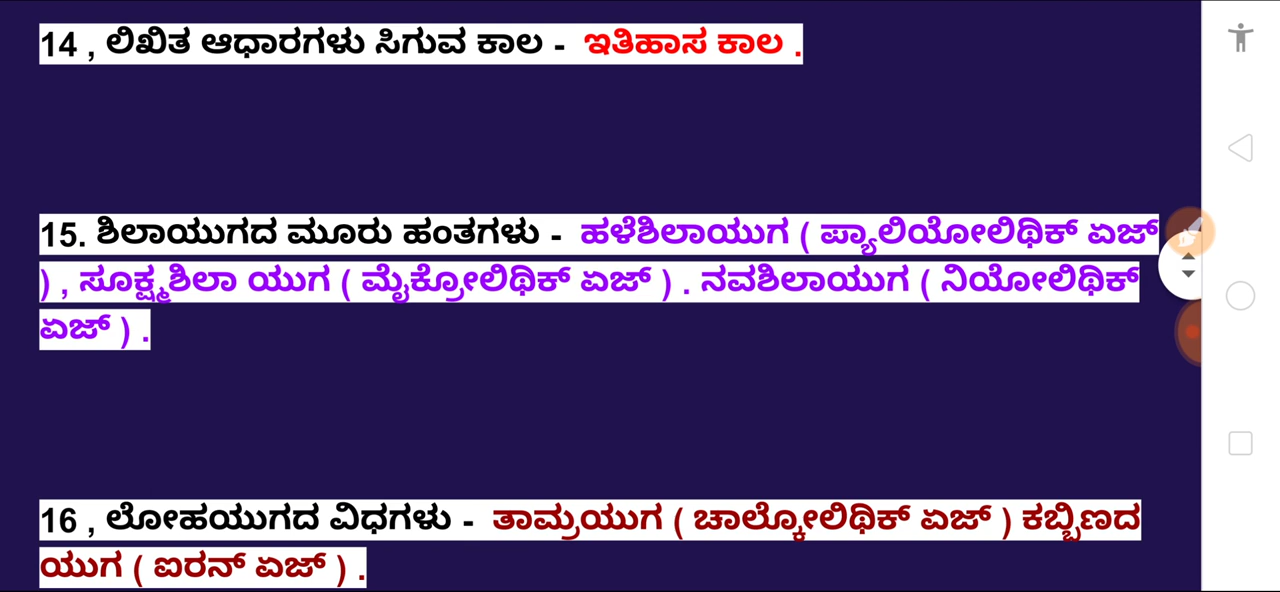 14 , ಲಿಖಿತ ಆಧಾರಗಳು ಸಿಗುವ ಕಾಲ - ಇತಿಹಾಸ ಕಾಲ .
15. ಶಿಲಾಯುಗದ ಮೂರು ಹಂತಗಳು - ಹಳೆಶಿಲಾಯುಗ ( ಪ್ಯಾಲಿಯೋಲಿಥಿಕ್ ಏಜ್
) , ಸೂಕ್ಷ್ಮಶಿಲಾ ಯುಗ ( ಮೈಕ್ರೋಲಿಥಿಕ್ ಏಜ್ ) . ನವಶಿಲಾಯುಗ ( ನಿಯೋಲಿಥಿಕ್
ಏಜ್ ) .
16 , ಲೋಹಯುಗದ ವಿಧಗಳು - ತಾಮ್ರಯುಗ ( ಚಾಲ್ಕೋಲಿಥಿಕ್ ಏಜ್ ) ಕಬ್ಬಿಣದ
ಯುಗ ( ಐರನ್ ಏಜ್ ) .